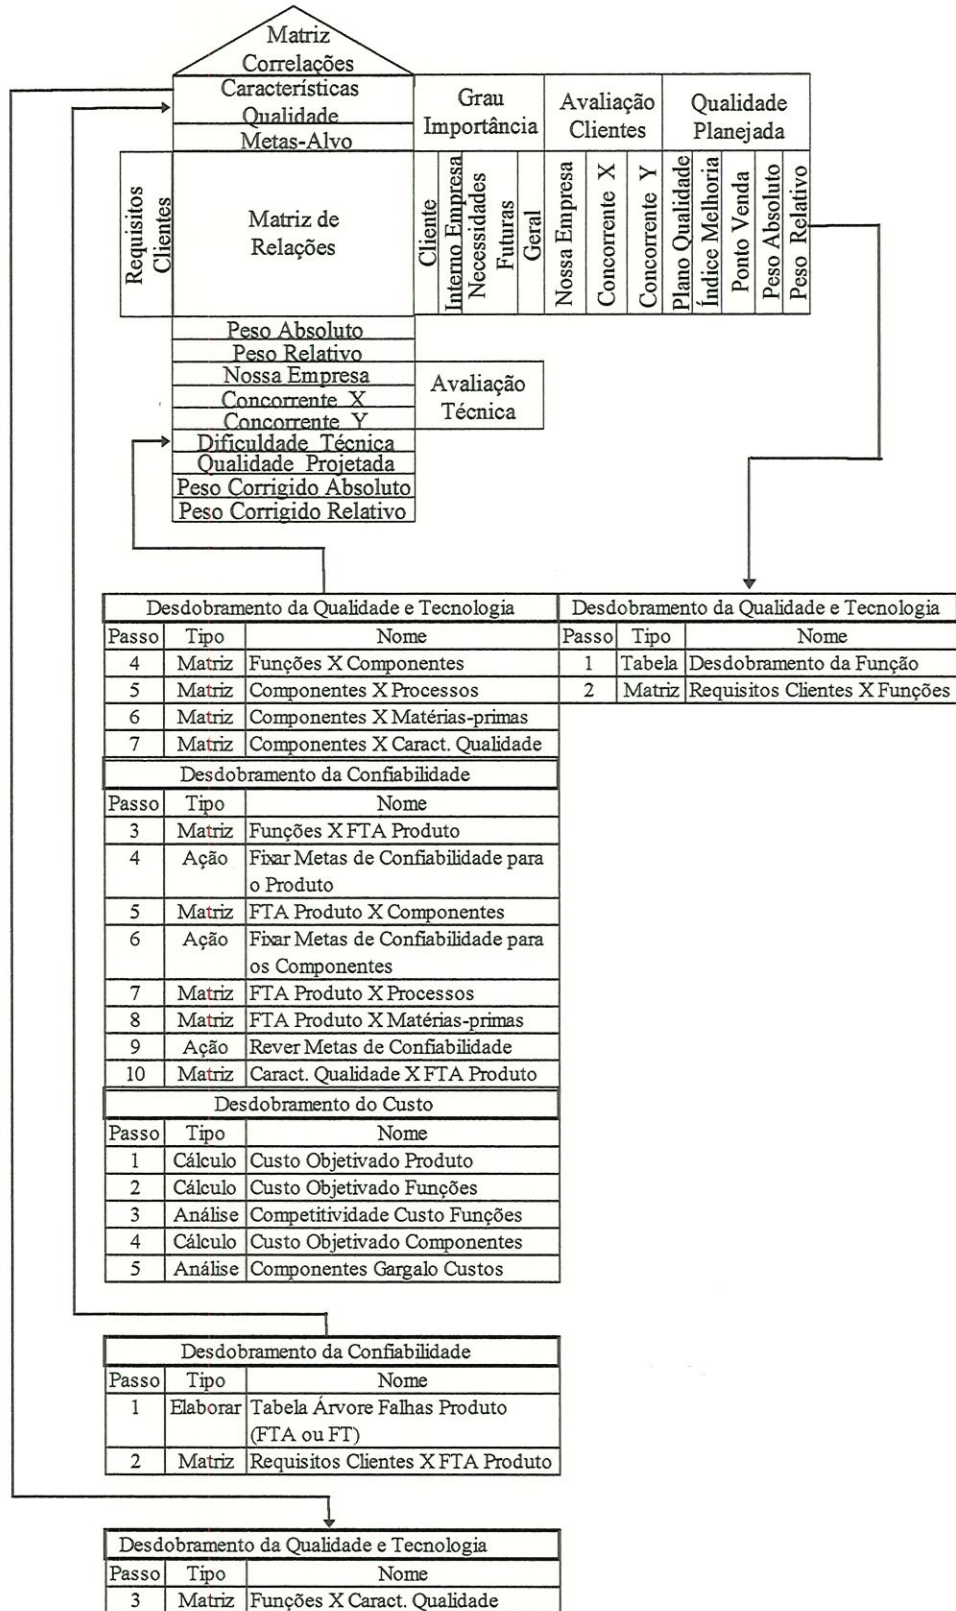 Matriz
Correlações
Características
Qualidade
Metas-Alvo
Grau
Importância
Avaliação
Clientes
Qualidade
Planejada
Requisitos
Clientes
Matriz de
Relações
Cliente
Interno Empresa
Necessidades
Futuras
Geral
Nossa Empresa
Concorrente X
Concorrente Y
Plano Qualidade
Índice Melhoria
Ponto Venda
Peso Absoluto
Peso Relativo
Peso Absoluto
Peso Relativo
Nossa Empresa
Concorrente X
Concorrente Y
Avaliação
Técnica
Dificuldade Técnica
Qualidade Projetada
Peso Corrigido Absoluto
Peso Corrigido Relativo
Desdobramento da Qualidade e Tecnologia
Passo Tipo Nome
4 Matriz Funções X Componentes
5 Matriz Componentes X Processos
6 Matriz Componentes X Matérias-primas
7 Matriz Componentes X Caract. Qualidade
Desdobramento da Qualidade e Tecnologia
Passo Tipo Nome
1 Tabela Desdobramento da Função
2 Matriz Requisitos Clientes X Funções
Desdobramento da Confiabilidade
Passo Tipo Nome
3 Matriz Funções X FTA Produto
4 Ação Fixar Metas de Confiabilidade para
o Produto
5 Matriz FTA Produto X Componentes
6 Ação Fixar Metas de Confiabilidade para
os Componentes
7 Matriz FTA Produto X Processos
8 Matriz FTA Produto X Matérias-primas
9 Ação Rever Metas de Confiabilidade
10 Matriz Caract. Qualidade X FTA Produto
Desdobramento do Custo
Passo Tipo Nome
1 Cálculo Custo Objetivado Produto
2 Cálculo Custo Objetivado Funções
3 Análise Competitividade Custo Funções
4 Cálculo Custo Objetivado Componentes
5 Análise Componentes Gargalo Custos
Desdobramento da Confiabilidade
Passo Tipo Nome
1 Elaborar Tabela Árvore Falhas Produto
(FTA ou FT)
2 Matriz Requisitos Clientes X FTA Produto
Desdobramento da Qualidade e Tecnologia
Passo Tipo Nome
3 Matriz Funções X Caract. Qualidade